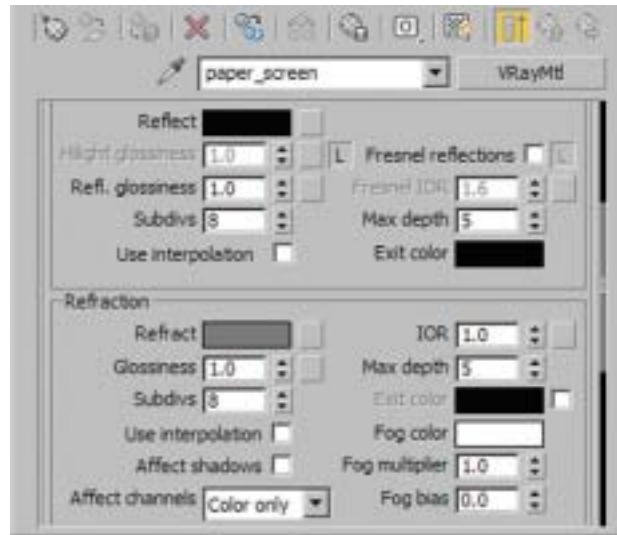 paper_screen VRayMtl
Reflect
Hilight glossiness 1.0 L Fresnel reflections L
Refl. glossiness 1.0 Fresnel IOR 1.6
Subdivs 8 Max depth 5
Use interpolation Exit color
Refraction
Refract IOR 1.0
Glossiness 1.0 Max depth 5
Subdivs 8 Exit color
Use interpolation Fog color
Affect shadows Fog multiplier 1.0
Affect channels Color only Fog bias 0.0